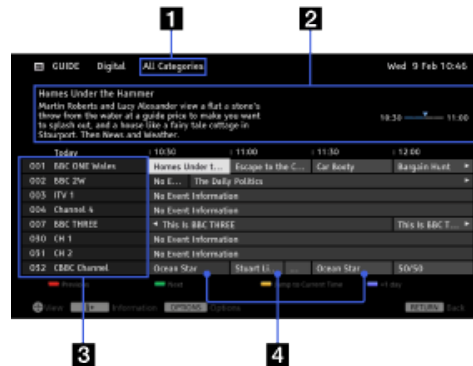 1
2
GUIDE Digital All Categories Wed 9 Feb 10:46
Homes Under the Hammer
Martin Roberts and Lucy Alexander view a flat a stone's
throw from the water at a guide price to make you want
to splash out, and a house like a fairy tale cottage in
Stourport. Then News and Weather.
10:30 11:00
Today 10:30 11:00 11:30 12:00
001 BBC ONE Wales Homes Under t... Escape to the C... Car Booty Bargain Hunt
002 BBC 2W No E... The Daily Politics
003 ITV 1 No Event Information
004 Channel 4 No Event Information
007 BBC THREE This Is BBC THREE This Is BBC T...
030 CH 1 No Event Information
031 CH 2 No Event Information
032 CBBC Channel Ocean Star Stuart Li... ... Ocean Star 50/50
Previous Next Jump to Current Time +1 day
View Information OPTIONS Options RETURN Back
3
4